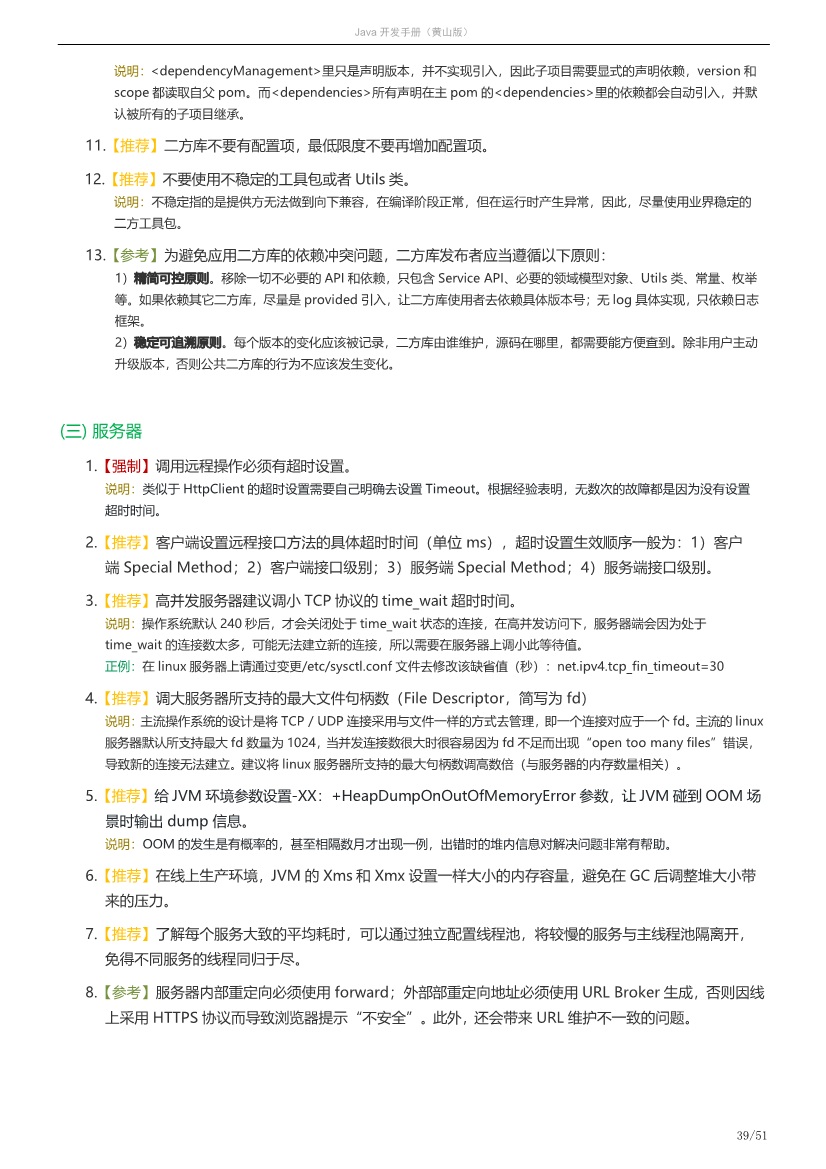 Java 开发手册（黄山版）
说明：<dependencyManagement>里只是声明版本，并不实现引入，因此子项目需要显式的声明依赖，version 和
scope 都读取自父 pom。而<dependencies>所有声明在主 pom 的<dependencies>里的依赖都会自动引入，并默
认被所有的子项目继承。
11.【推荐】二方库不要有配置项，最低限度不要再增加配置项。
12.【推荐】不要使用不稳定的工具包或者 Utils 类。
说明：不稳定指的是提供方无法做到向下兼容，在编译阶段正常，但在运行时产生异常，因此，尽量使用业界稳定的
二方工具包。
13.【参考】为避免应用二方库的依赖冲突问题，二方库发布者应当遵循以下原则：
1）精简可控原则。移除一切不必要的 API 和依赖，只包含 Service API、必要的领域模型对象、Utils 类、常量、枚举
等。如果依赖其它二方库，尽量是 provided 引入，让二方库使用者去依赖具体版本号；无 log 具体实现，只依赖日志
框架。
2）稳定可追溯原则。每个版本的变化应该被记录，二方库由谁维护，源码在哪里，都需要能方便查到。除非用户主动
升级版本，否则公共二方库的行为不应该发生变化。
(三) 服务器
1.【强制】调用远程操作必须有超时设置。
说明：类似于 HttpClient 的超时设置需要自己明确去设置 Timeout。根据经验表明，无数次的故障都是因为没有设置
超时时间。
2.【推荐】客户端设置远程接口方法的具体超时时间（单位 ms），超时设置生效顺序一般为：1）客户
端 Special Method；2）客户端接口级别；3）服务端 Special Method；4）服务端接口级别。
3.【推荐】高并发服务器建议调小 TCP 协议的 time_wait 超时时间。
说明：操作系统默认 240 秒后，才会关闭处于 time_wait 状态的连接，在高并发访问下，服务器端会因为处于
time_wait 的连接数太多，可能无法建立新的连接，所以需要在服务器上调小此等待值。
正例：在 linux 服务器上请通过变更/etc/sysctl.conf 文件去修改该缺省值（秒）：net.ipv4.tcp_fin_timeout=30
4.【推荐】调大服务器所支持的最大文件句柄数（File Descriptor，简写为 fd）
说明：主流操作系统的设计是将 TCP / UDP 连接采用与文件一样的方式去管理，即一个连接对应于一个 fd。主流的 linux
服务器默认所支持最大 fd 数量为 1024，当并发连接数很大时很容易因为 fd 不足而出现“open too many files”错误，
导致新的连接无法建立。建议将 linux 服务器所支持的最大句柄数调高数倍（与服务器的内存数量相关）。
5.【推荐】给 JVM 环境参数设置-XX：+HeapDumpOnOutOfMemoryError 参数，让 JVM 碰到 OOM 场
景时输出 dump 信息。
说明：OOM 的发生是有概率的，甚至相隔数月才出现一例，出错时的堆内信息对解决问题非常有帮助。
6.【推荐】在线上生产环境，JVM 的 Xms 和 Xmx 设置一样大小的内存容量，避免在 GC 后调整堆大小带
来的压力。
7.【推荐】了解每个服务大致的平均耗时，可以通过独立配置线程池，将较慢的服务与主线程池隔离开，
免得不同服务的线程同归于尽。
8.【参考】服务器内部重定向必须使用 forward；外部部重定向地址必须使用 URL Broker 生成，否则因线
上采用 HTTPS 协议而导致浏览器提示“不安全”。此外，还会带来 URL 维护不一致的问题。
39/51